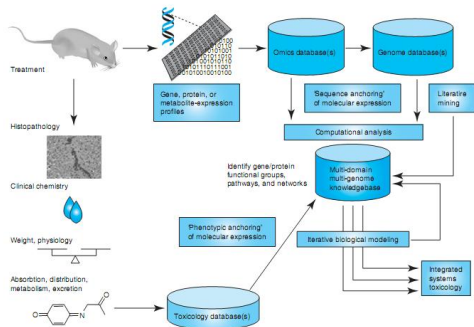 Treatment
Gene, protein, or
metabolite-expression
profiles
Omics database(s)
Genome database(s)
'Sequence anchoring'
of molecular expression
Literatire
mining
Computational analysis
Histopathology
Clinical chemistry
Weight, physiology
Absorption, distribution,
metabolism, excretion
O
N
O
Identify gene/protein
functional groups,
pathways, and networks
Multi-domain
multi-genome
knowledgebase
'Phenotypic anchoring'
of molecular expression
Iterative biological modeling
Integrated
systems
toxicology
Toxicology database(s)